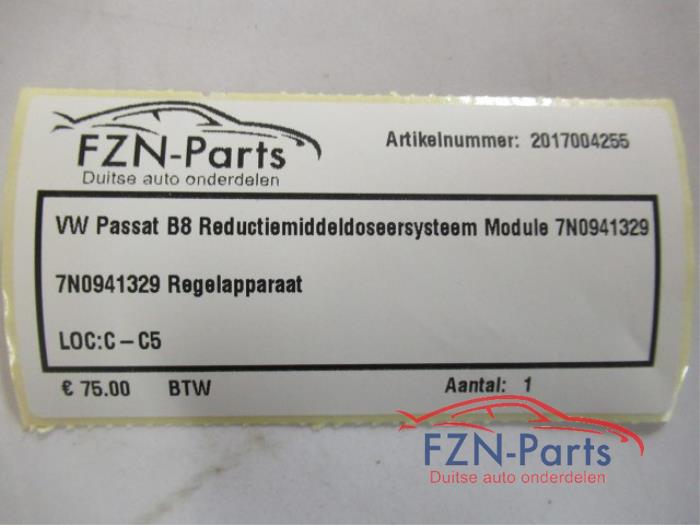 FZN-Parts
Duitse auto onderdelen
Artikelnummer: 2017004255
VW Passat B8 Reductiemiddeldoseersysteem Module 7N0941329
7N0941329 Regelapparaat
LOC:C – C5
€ 75.00 BTW Aantal: 1
FZN-Parts
Duitse auto onderdelen